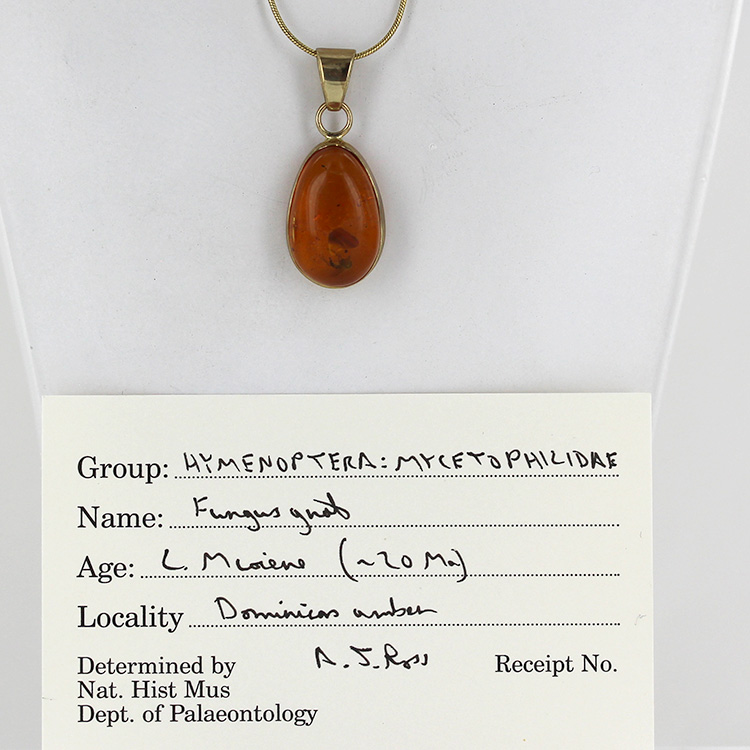 Group: HYMENOPTERA: MYCETOPHILIDAE
Name: Fungus gnat
Age: L. Miocene (~20 Ma)
Locality Dominican amber
Determined by A.J. Ross Receipt No.
Nat. Hist Mus
Dept. of Palaeontology